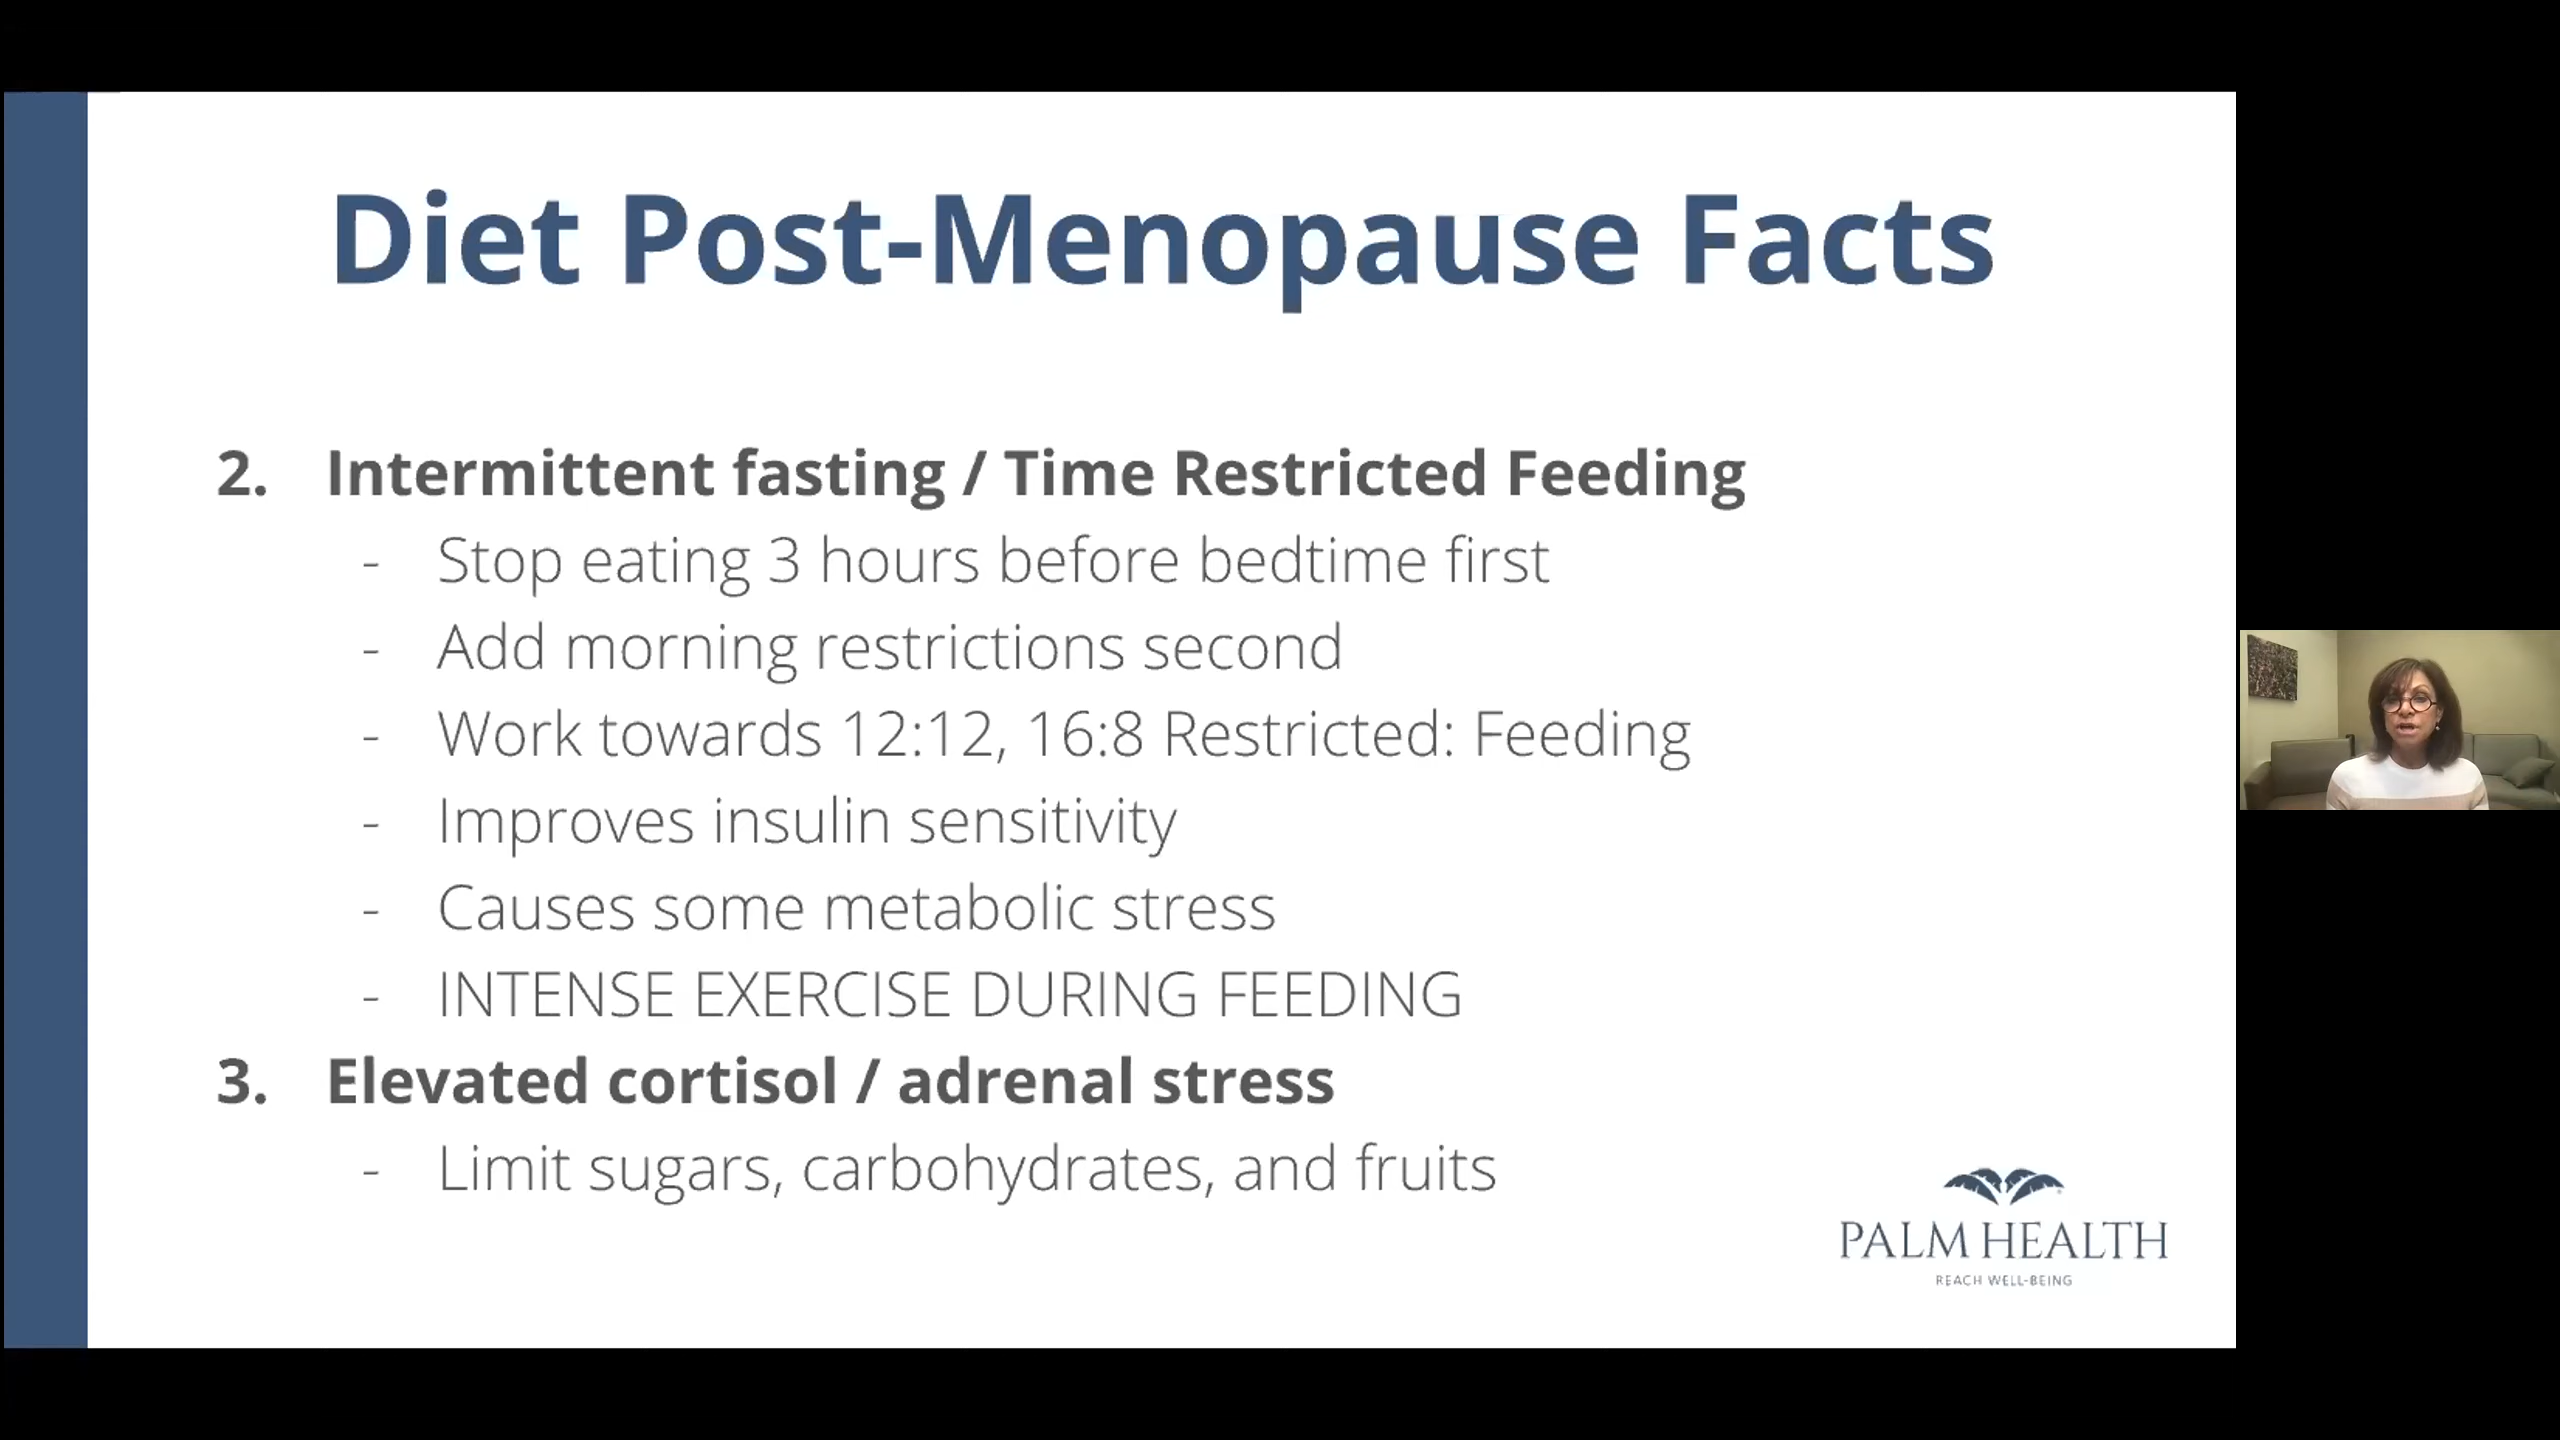 Diet Post-Menopause Facts
2. Intermittent fasting / Time Restricted Feeding
- Stop eating 3 hours before bedtime first
- Add morning restrictions second
- Work towards 12:12, 16:8 Restricted: Feeding
- Improves insulin sensitivity
- Causes some metabolic stress
- INTENSE EXERCISE DURING FEEDING
3. Elevated cortisol / adrenal stress
- Limit sugars, carbohydrates, and fruits
PALM HEALTH
REACH WELL-BEING